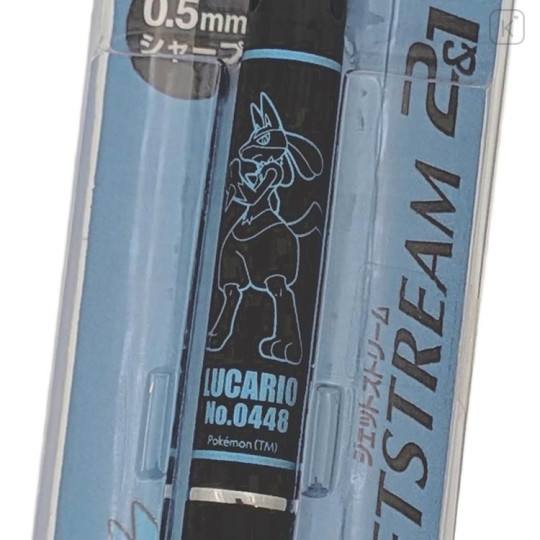 0.5mm
シャープ
LUCARIO
No.0448
Pokémon (TM)
ETSTREAM 2&1
ジェットストリーム
K